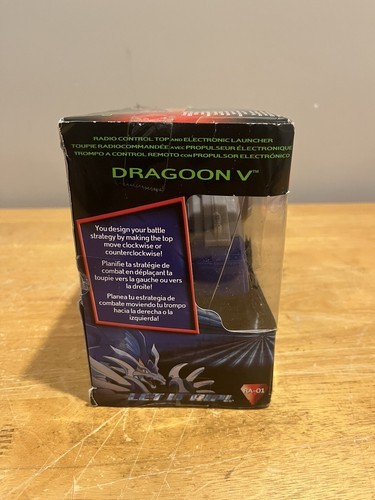 RADIO CONTROL TOP AND ELECTRONIC LAUNCHER
TOUPIE RADIOCOMMANDÉE AVEC PROPULSEUR ÉLECTRONIQUE
TROMPO A CONTROL REMOTO CON PROPULSOR ELECTRÓNICO
DRAGOON V™
You design your battle
strategy by making the top
move clockwise or
counterclockwise!
Planifie ta stratégie de
combat en déplaçant ta
toupie vers la gauche ou vers
la droite!
Planea tu estrategia de
combate moviendo tu trompo
hacia la derecha o la
izquierda!
LET IT RIP!